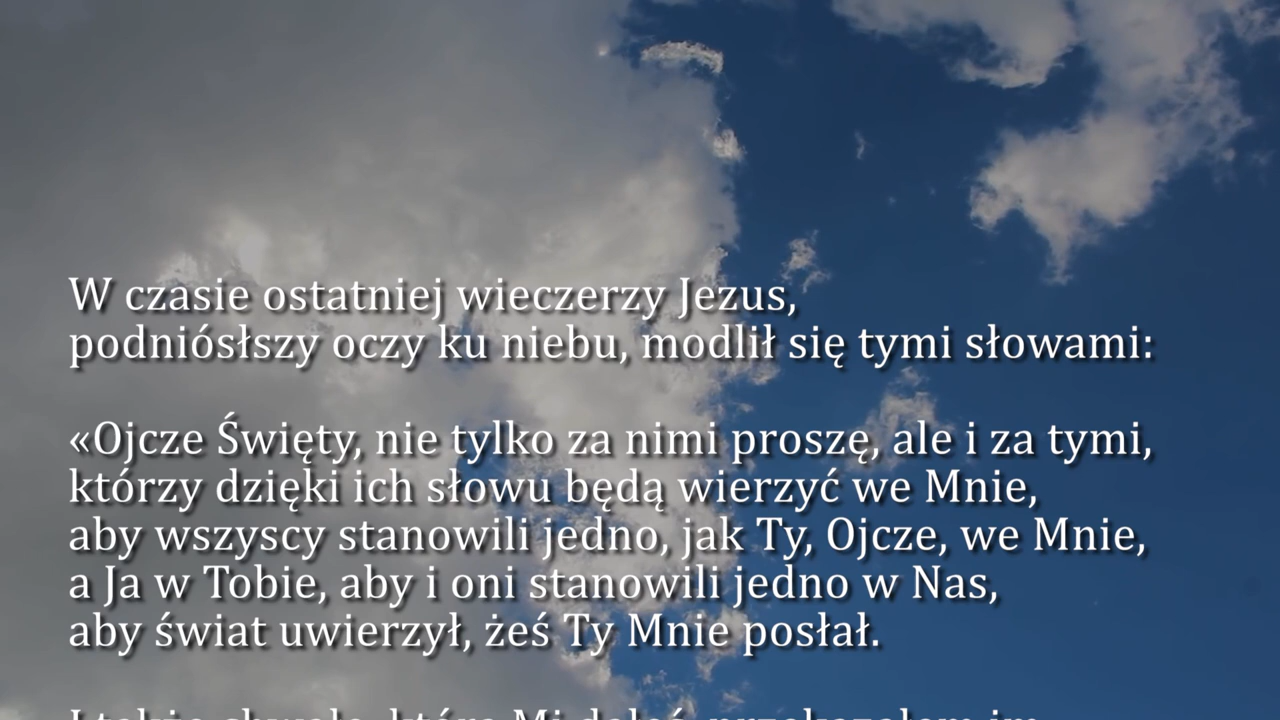 W czasie ostatniej wieczerzy Jezus,
podniósłszy oczy ku niebu, modlił się tymi słowami:
«Ojcze Święty, nie tylko za nimi proszę, ale i za tymi,
którzy dzięki ich słowu będą wierzyć we Mnie,
aby wszyscy stanowili jedno, jak Ty, Ojcze, we Mnie,
a Ja w Tobie, aby i oni stanowili jedno w Nas,
aby świat uwierzył, żeś Ty Mnie posłał.